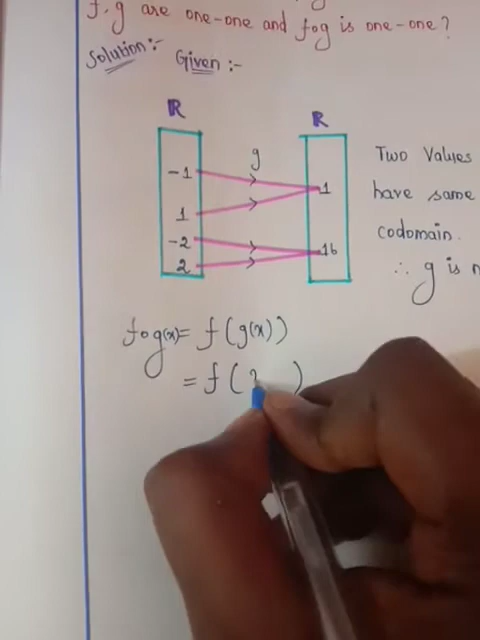 f, g are one-one and fog is one-one?
Solution:-
Given :-
R
R
g
-1
1
-2
2
1
16
Two Values
have same
codomain.
∴ g is
fog(x) = f(g(x))
= f( )